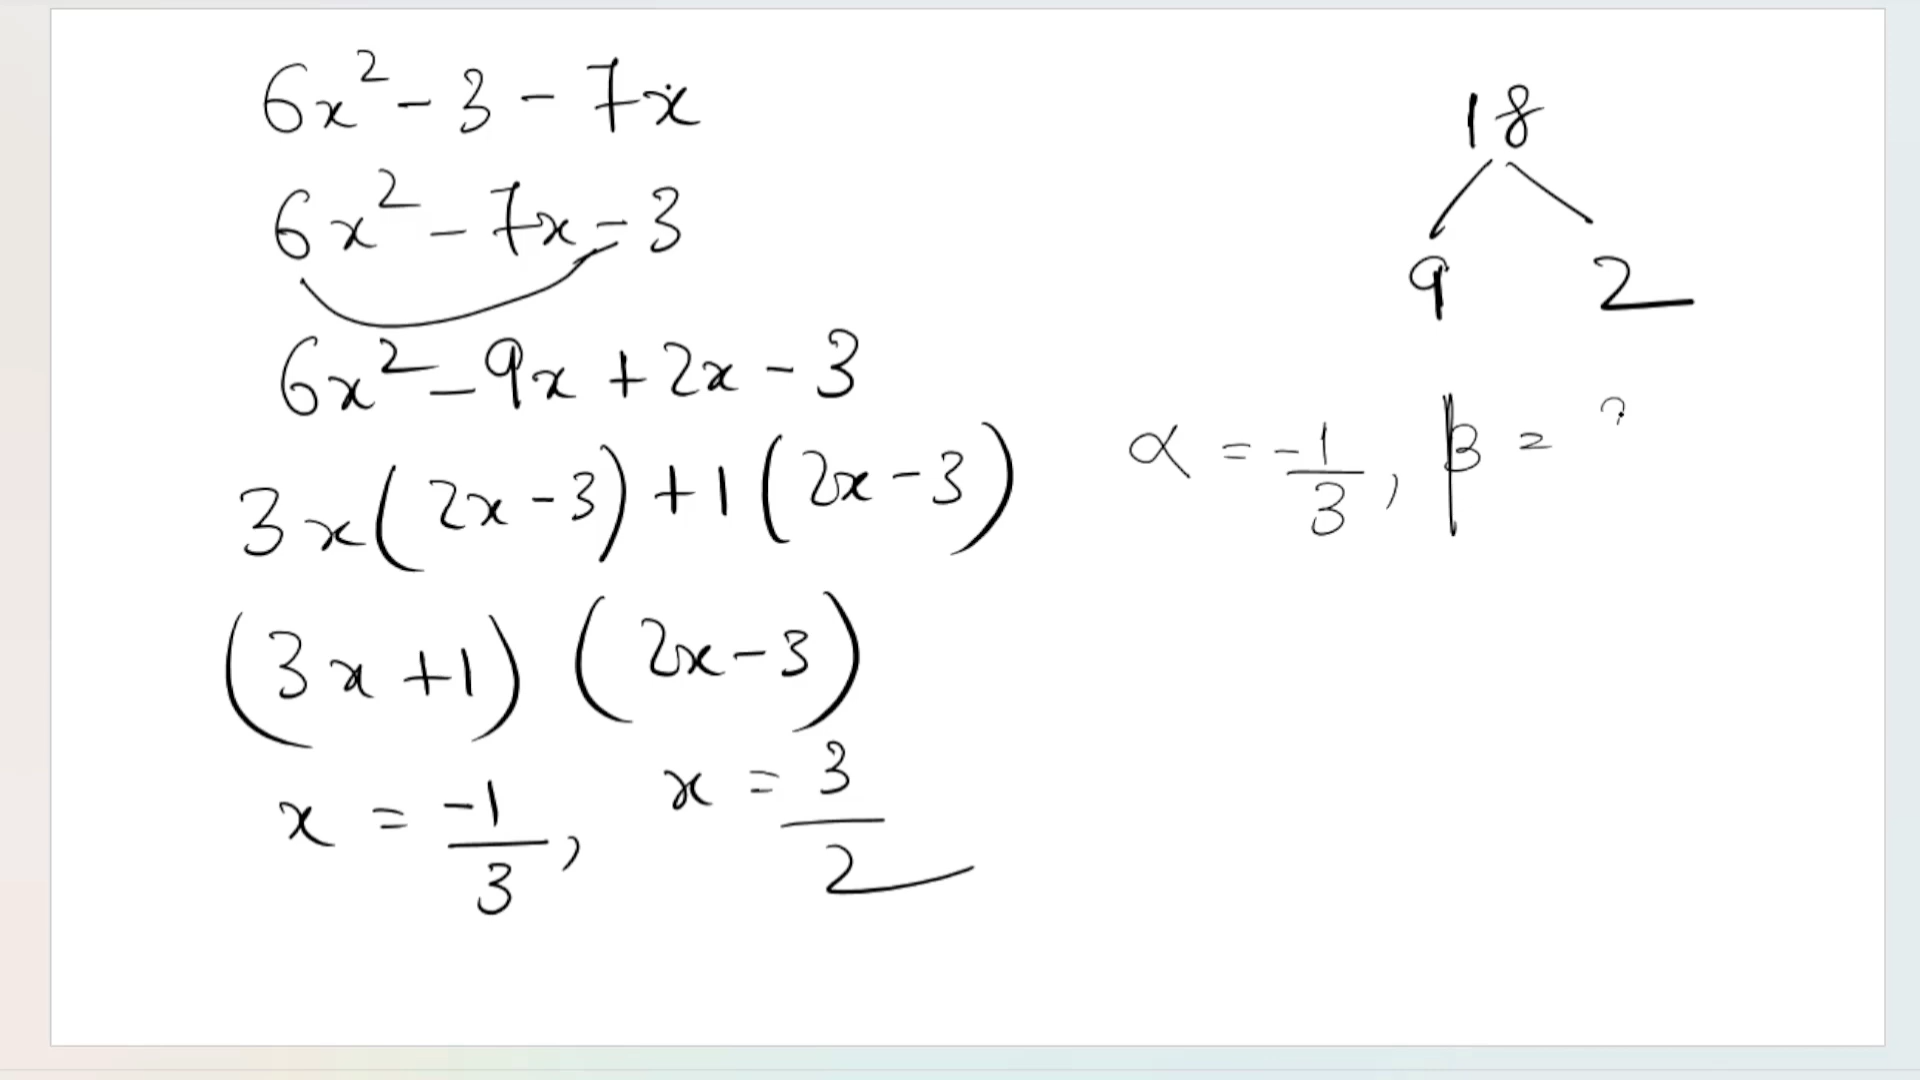 6x² - 3 - 7x
6x² - 7x - 3
6x² - 9x + 2x - 3
3x(2x - 3) + 1(2x - 3)
(3x + 1) (2x - 3)
x = -1/3, x = 3/2
18
9 2
α = -1/3, β = ?